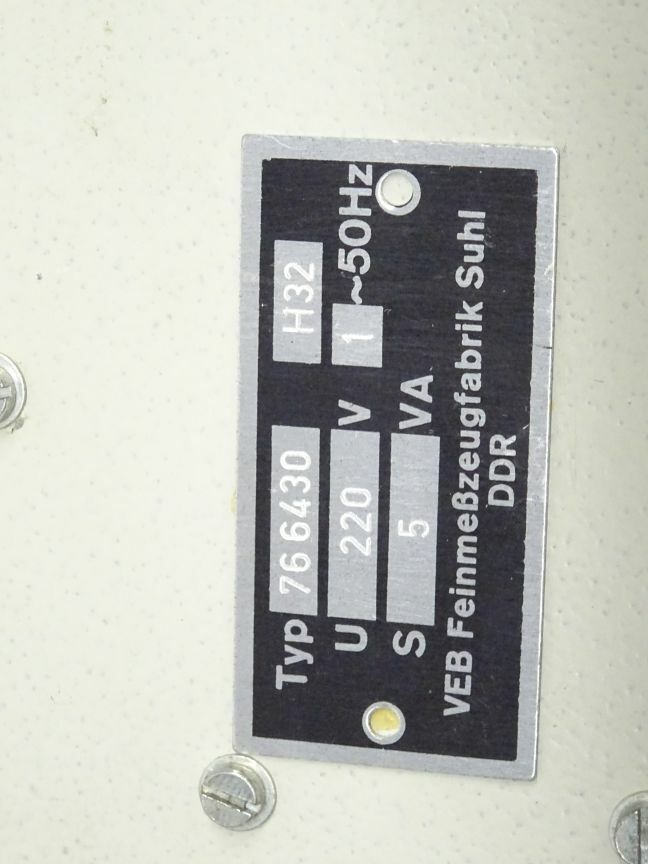 Typ 766430 H32
U 220 V 1 ~50Hz
S 5 VA
VEB Feinmeßzeugfabrik Suhl
DDR